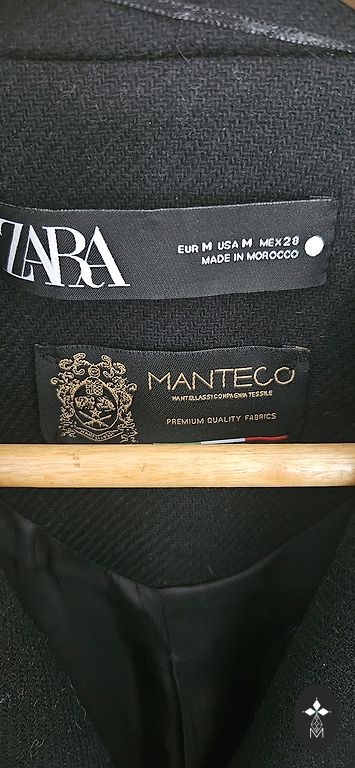 ZARA
EUR M USA M MEX 28
MADE IN MOROCCO
MANTECO
MANTELLASSI COMPAGNIA TESSILE
PREMIUM QUALITY FABRICS
M